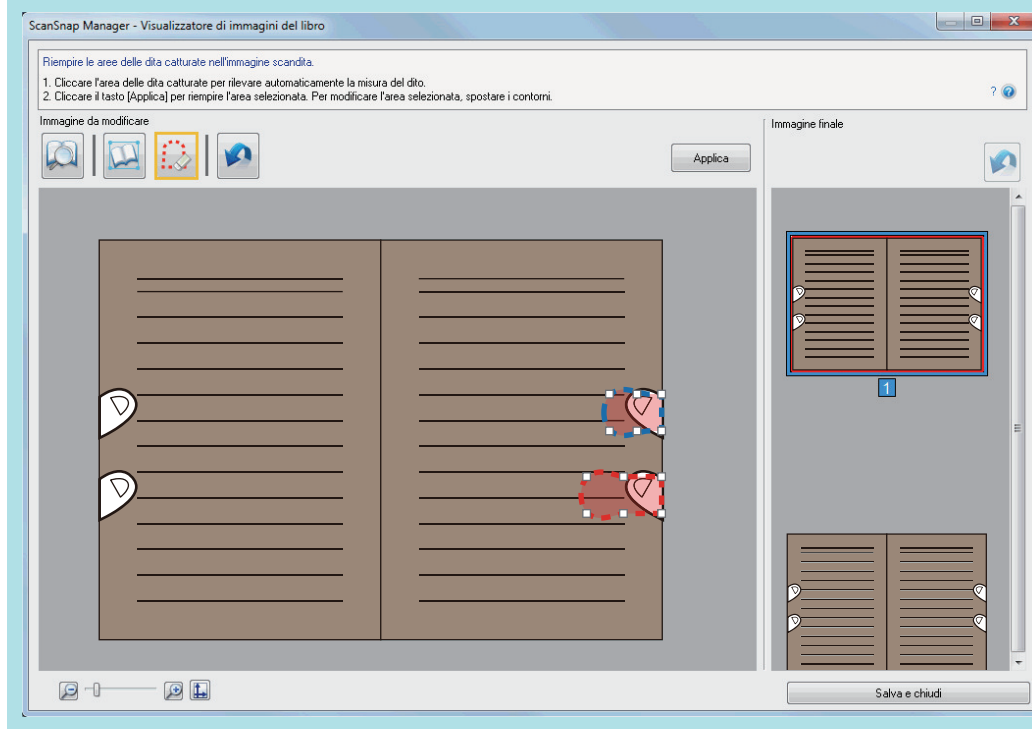 ScanSnap Manager - Visualizzatore di immagini del libro
Riempire le aree delle dita catturate nell'immagine scandita.
1. Cliccare l'area delle dita catturate per rilevare automaticamente la misura del dito.
2. Cliccare il tasto [Applica] per riempire l'area selezionata. Per modificare l'area selezionata, spostare i contorni.
?
Immagine da modificare
Applica
Immagine finale
1
Salva e chiudi